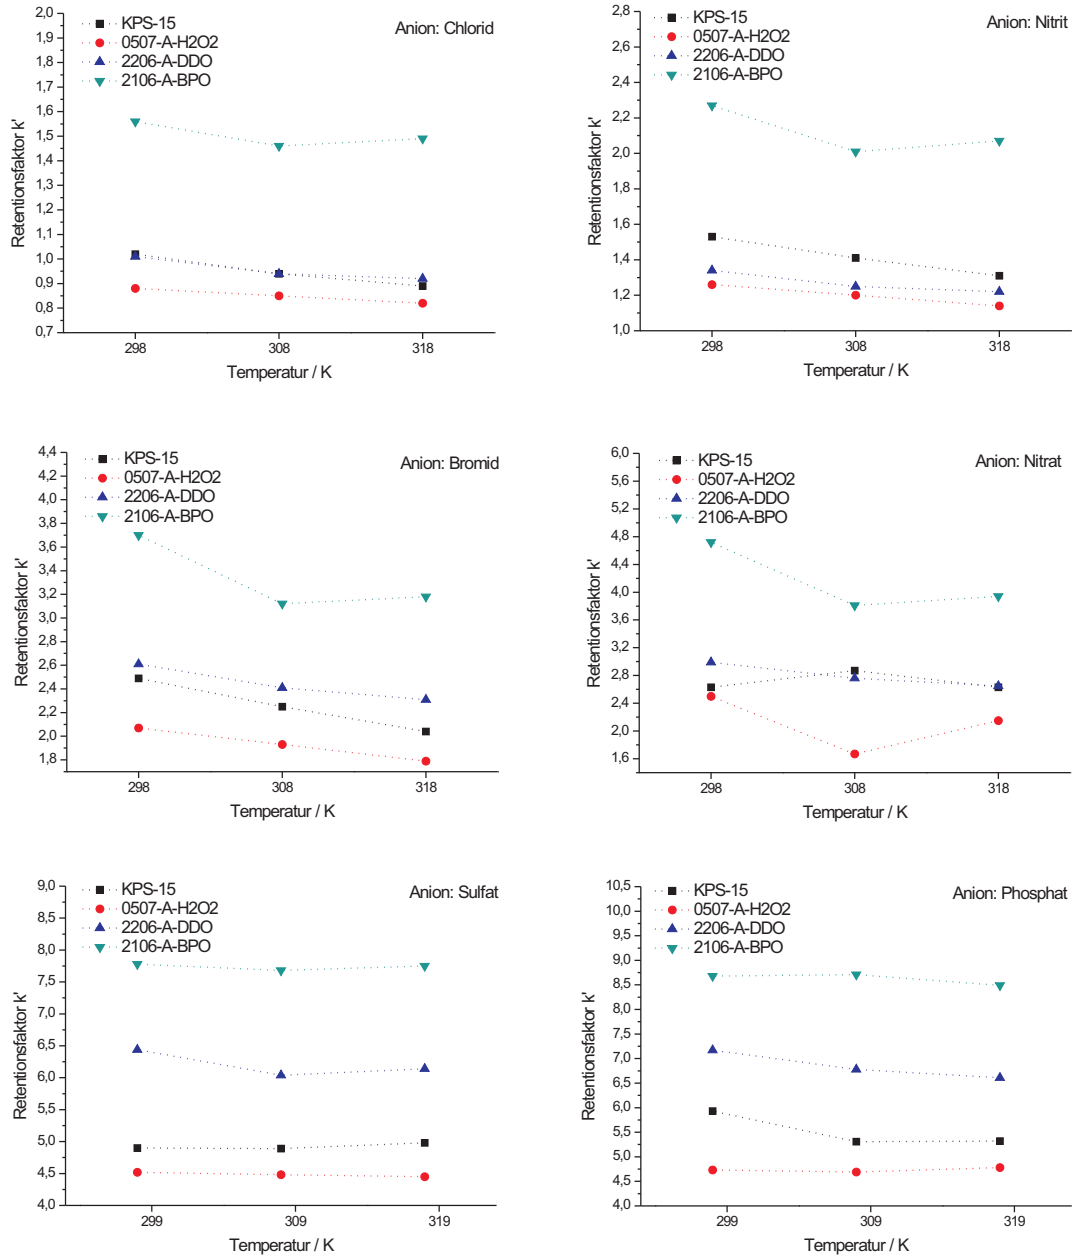 Anion: Chlorid
KPS-15
0507-A-H2O2
2206-A-DDO
2106-A-BPO
2,0
1,9
1,8
1,7
1,6
1,5
1,4
1,3
1,2
1,1
1,0
0,9
0,8
0,7
Retentionsfaktor k'
298
308
318
Temperatur / K
Anion: Nitrit
KPS-15
0507-A-H2O2
2206-A-DDO
2106-A-BPO
2,8
2,6
2,4
2,2
2,0
1,8
1,6
1,4
1,2
1,0
Retentionsfaktor k'
298
308
318
Temperatur / K
Anion: Bromid
KPS-15
0507-A-H2O2
2206-A-DDO
2106-A-BPO
4,4
4,2
4,0
3,8
3,6
3,4
3,2
3,0
2,8
2,6
2,4
2,2
2,0
1,8
Retentionsfaktor k'
298
308
318
Temperatur / K
Anion: Nitrat
KPS-15
0507-A-H2O2
2206-A-DDO
2106-A-BPO
6,0
5,6
5,2
4,8
4,4
4,0
3,6
3,2
2,8
2,4
2,0
1,6
Retentionsfaktor k'
298
308
318
Temperatur / K
Anion: Sulfat
KPS-15
0507-A-H2O2
2206-A-DDO
2106-A-BPO
9,0
8,5
8,0
7,5
7,0
6,5
6,0
5,5
5,0
4,5
4,0
Retentionsfaktor k'
299
309
319
Temperatur / K
Anion: Phosphat
KPS-15
0507-A-H2O2
2206-A-DDO
2106-A-BPO
10,5
10,0
9,5
9,0
8,5
8,0
7,5
7,0
6,5
6,0
5,5
5,0
4,5
4,0
Retentionsfaktor k'
299
309
319
Temperatur / K